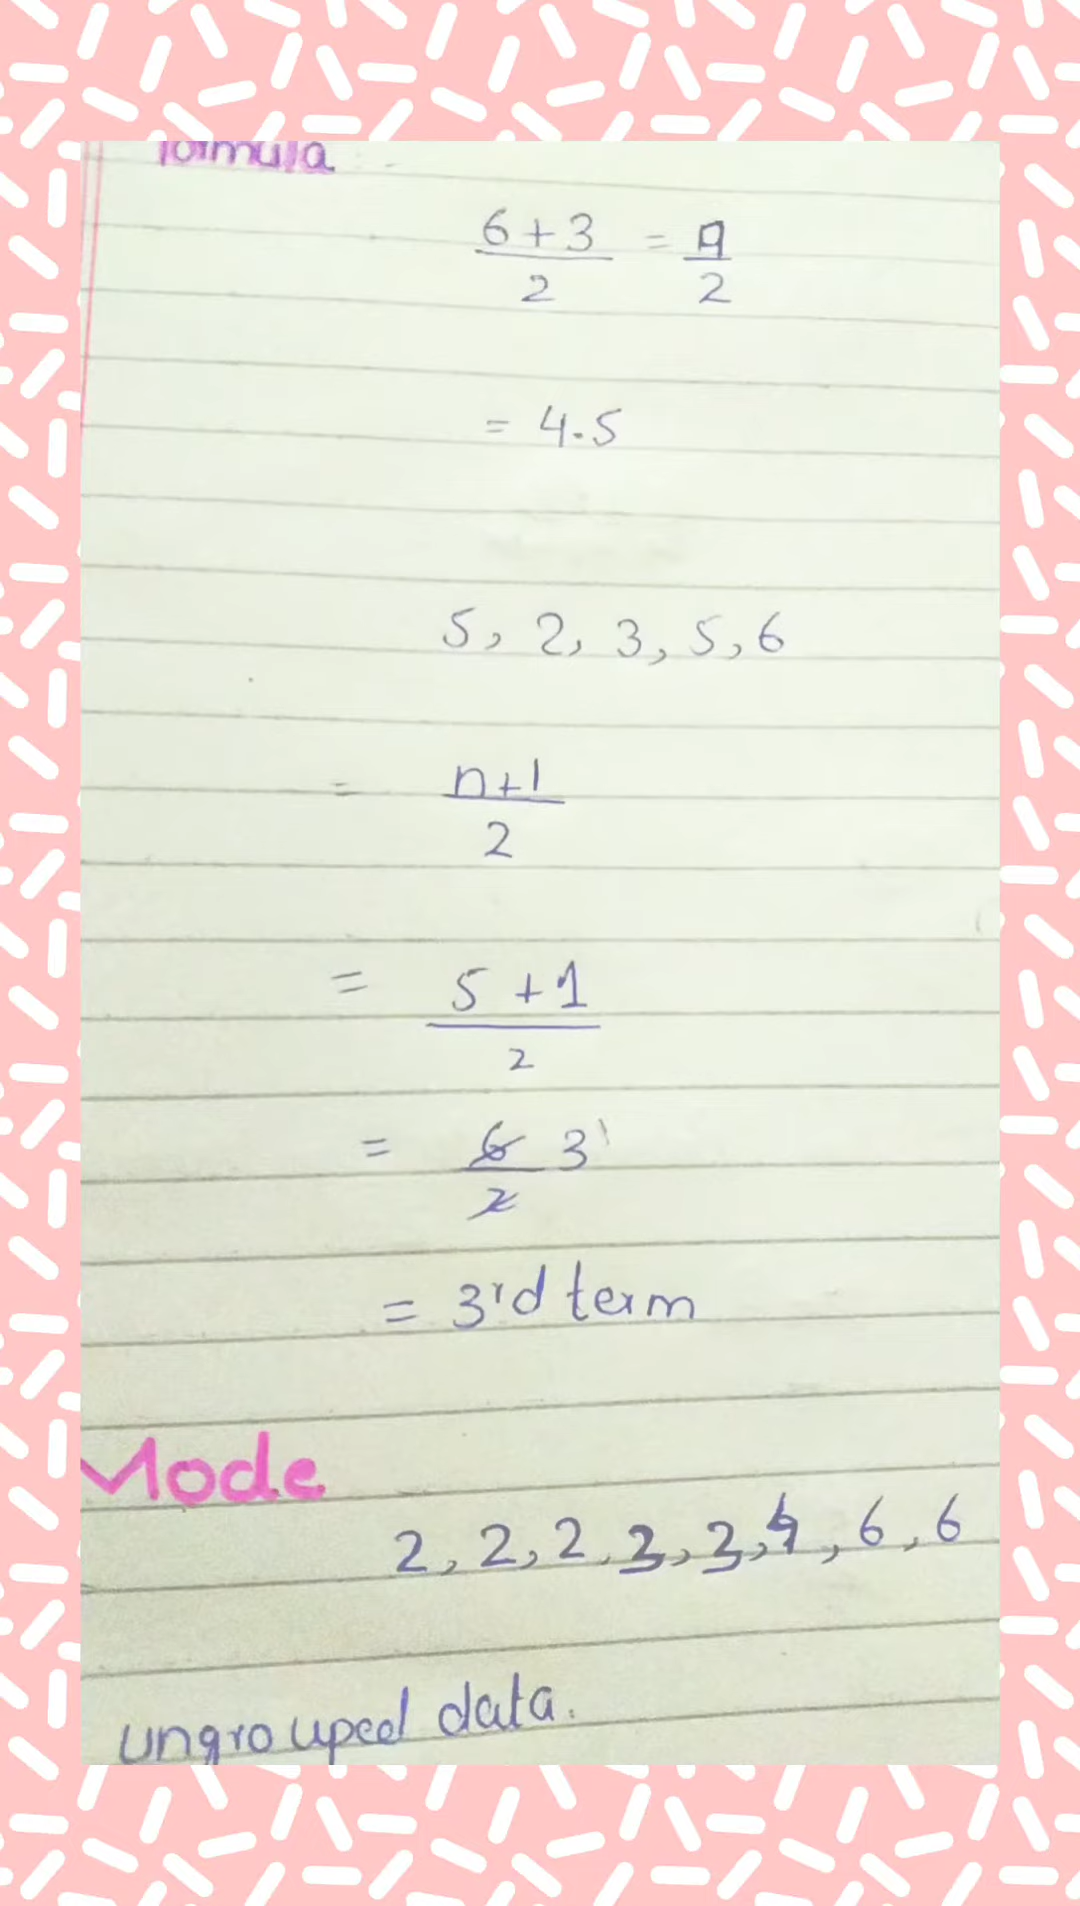 formula
6+3/2 = 9/2
= 4.5
5, 2, 3, 5, 6
= n+1/2
= 5+1/2
= 6/2 3
= 3rd term
Mode
2, 2, 2, 3, 3, 4, 6, 6
ungrouped data.